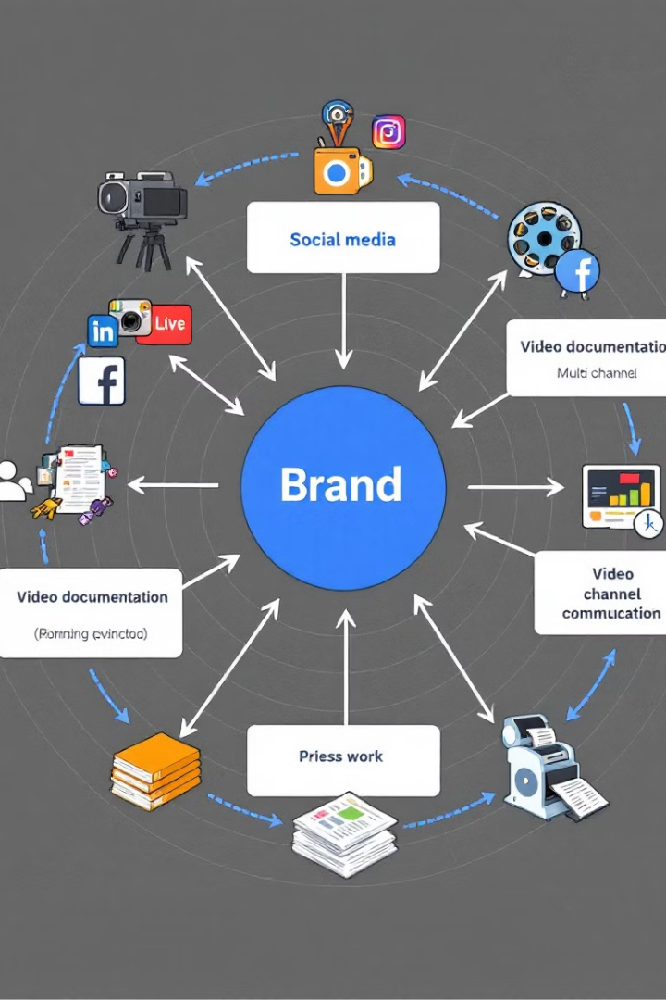 Social media
Video documentatio
Multi channel
in
Live
f
f
Brand
Video documentation
Video
channel
commucation
Priess work